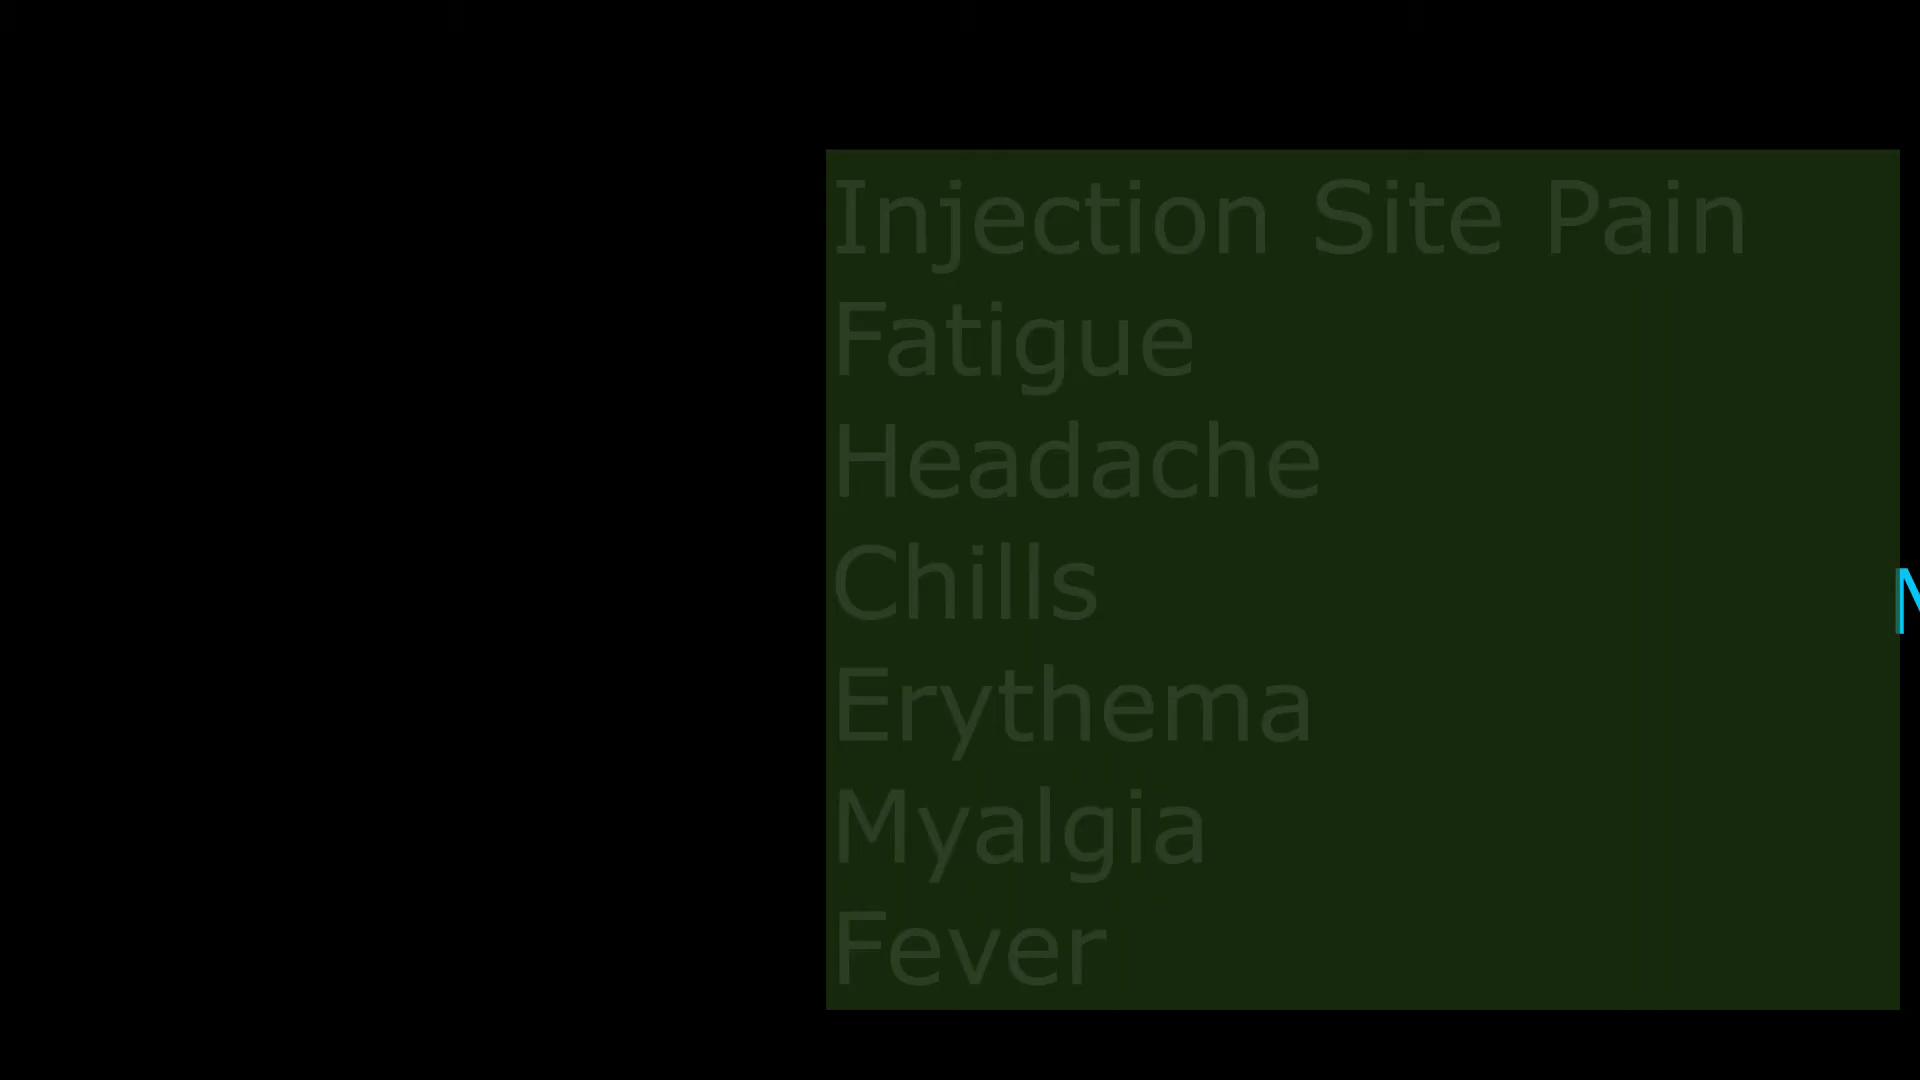 Injection Site Pain
Fatigue
Headache
Chills
Erythema
Myalgia
Fever